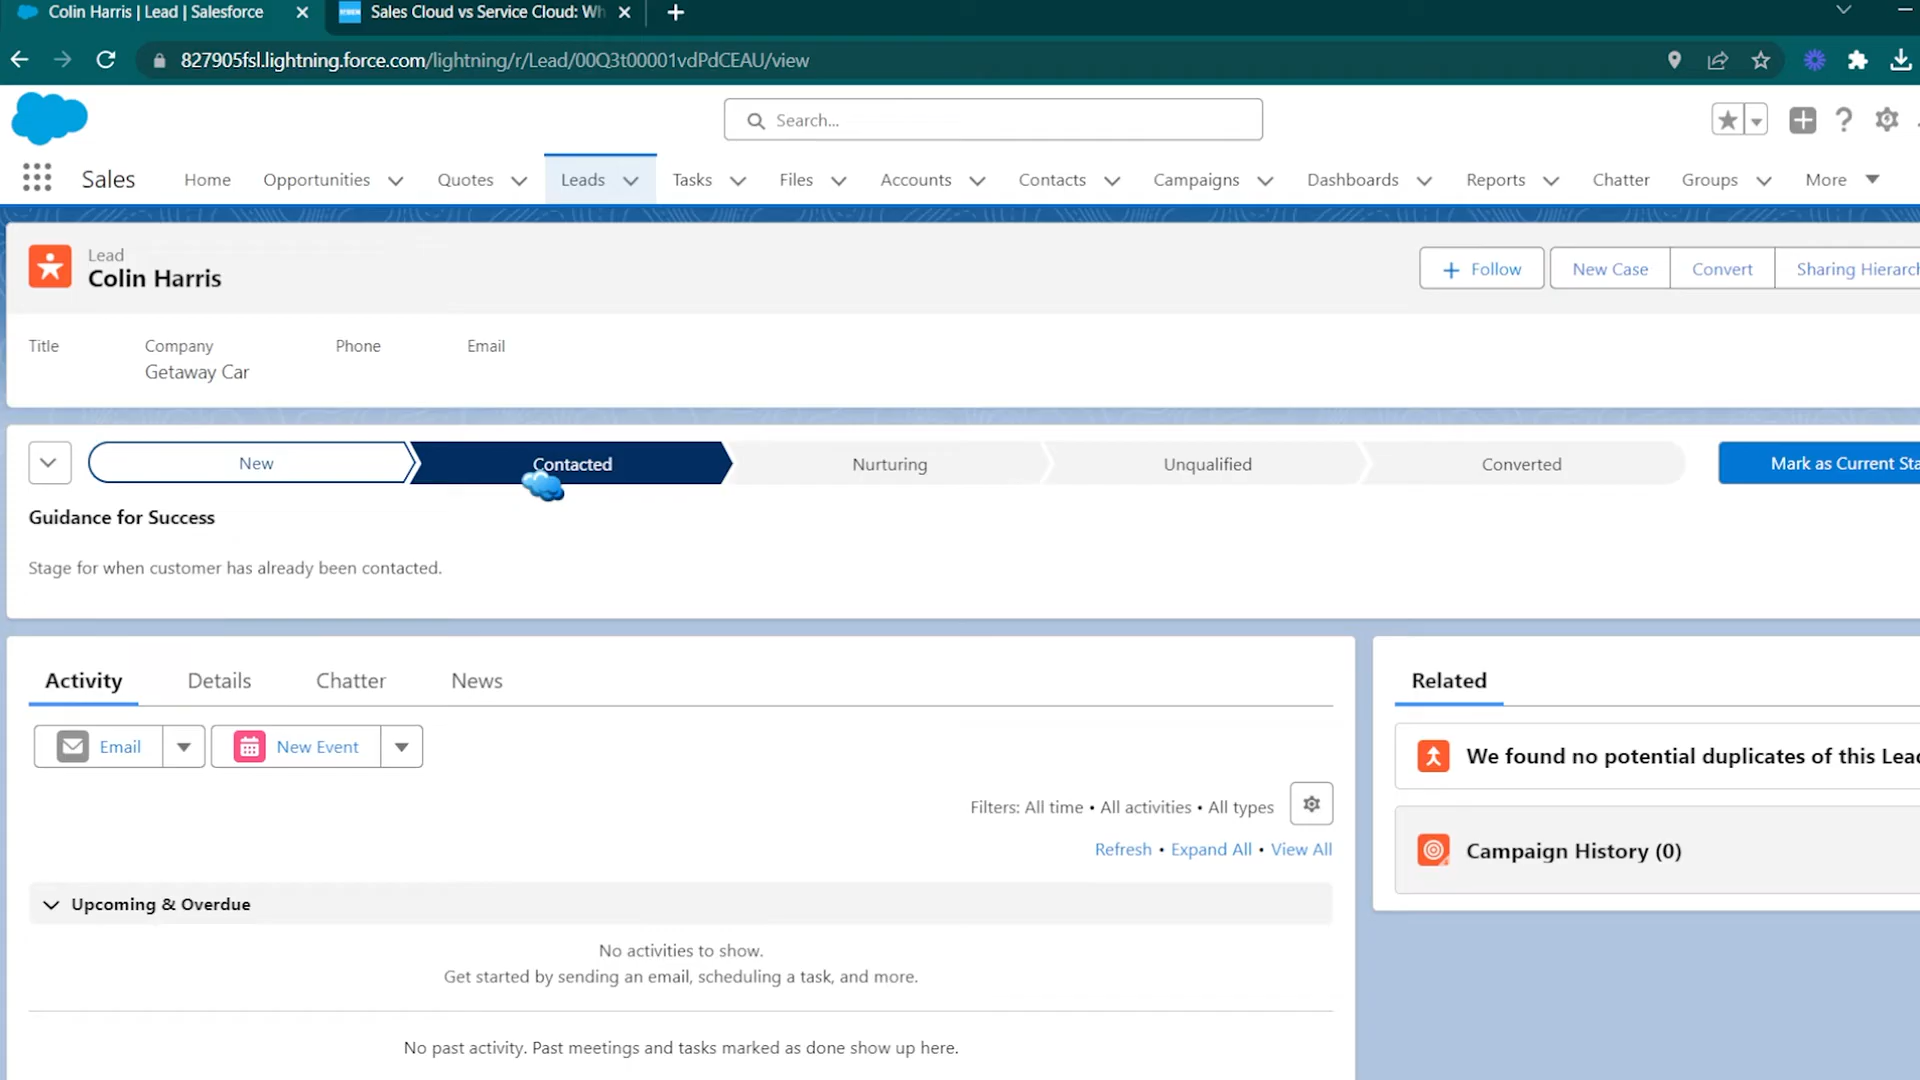 Colin Harris | Lead | Salesforce
Sales Cloud vs Service Cloud: Wh
827905fsl.lightning.force.com/lightning/r/Lead/00Q3t00001vdPdCEAU/view
Search...
Sales Home Opportunities Quotes Leads Tasks Files Accounts Contacts Campaigns Dashboards Reports Chatter Groups More
Lead
Colin Harris
Follow New Case Convert Sharing Hierarch
Title Company Phone Email
Getaway Car
New Contacted Nurturing Unqualified Converted Mark as Current Sta
Guidance for Success
Stage for when customer has already been contacted.
Activity Details Chatter News
Email New Event
Filters: All time • All activities • All types
Refresh • Expand All • View All
Upcoming & Overdue
No activities to show.
Get started by sending an email, scheduling a task, and more.
No past activity. Past meetings and tasks marked as done show up here.
Related
We found no potential duplicates of this Lead
Campaign History (0)